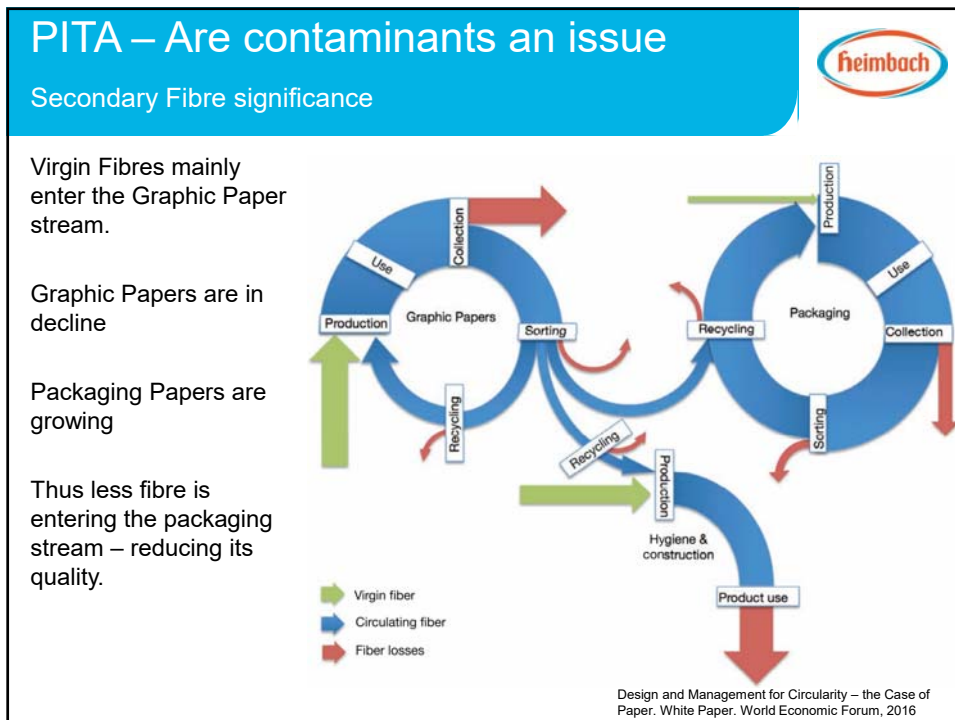 PITA – Are contaminants an issue
Secondary Fibre significance
heimbach
Virgin Fibres mainly
enter the Graphic Paper
stream.
Graphic Papers are in
decline
Packaging Papers are
growing
Thus less fibre is
entering the packaging
stream – reducing its
quality.
Collection
Use
Production
Graphic Papers
Sorting
Recycling
Production
Use
Packaging
Recycling
Collection
Sorting
Recycling
Production
Hygiene &
construction
Product use
Virgin fiber
Circulating fiber
Fiber losses
Design and Management for Circularity – the Case of
Paper. White Paper. World Economic Forum, 2016